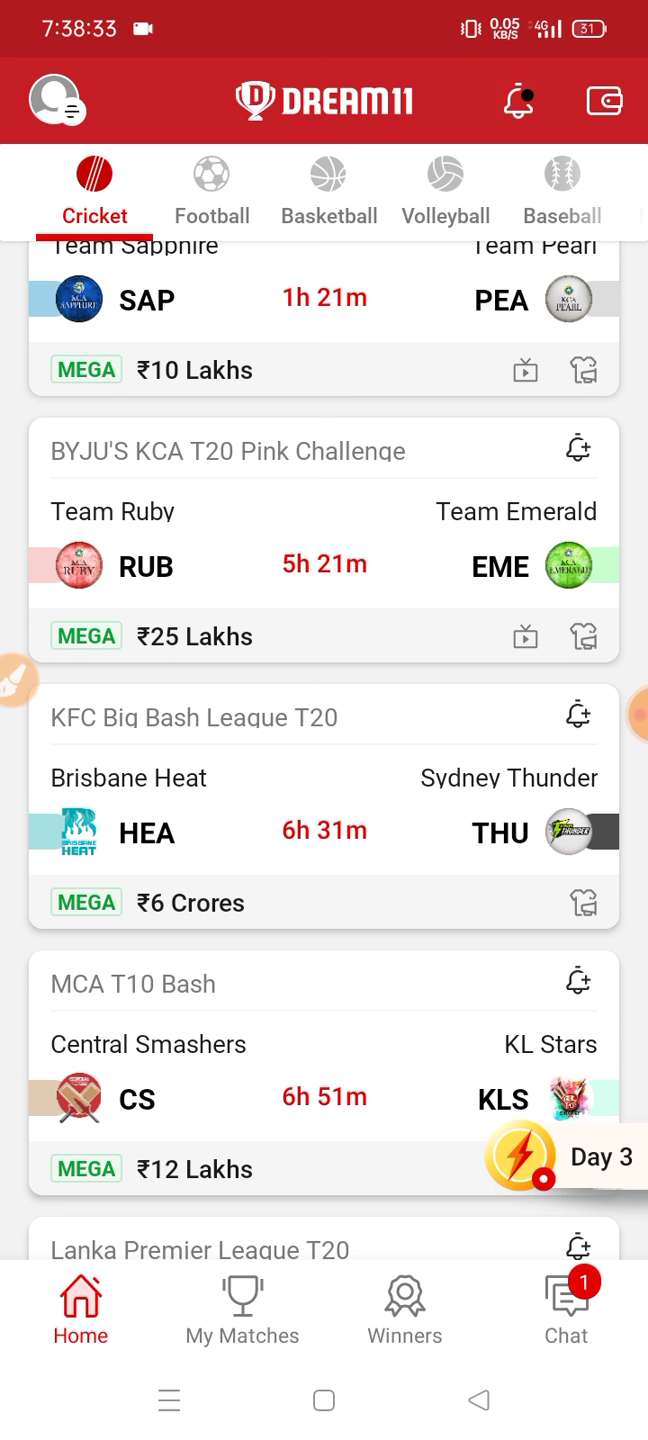 7:38:33
0.05 KB/S 4G 31
DREAM11
Cricket Football Basketball Volleyball Baseball
Team Sapphire Team Pearl
SAP 1h 21m PEA
MEGA ₹10 Lakhs
BYJU'S KCA T20 Pink Challenge
Team Ruby Team Emerald
RUB 5h 21m EME
MEGA ₹25 Lakhs
KFC Big Bash League T20
Brisbane Heat Sydney Thunder
HEA 6h 31m THU
BRISBANE HEAT THUNDER
MEGA ₹6 Crores
MCA T10 Bash
Central Smashers KL Stars
CS 6h 51m KLS
MEGA ₹12 Lakhs
Day 3
Lanka Premier League T20
1
Home My Matches Winners Chat